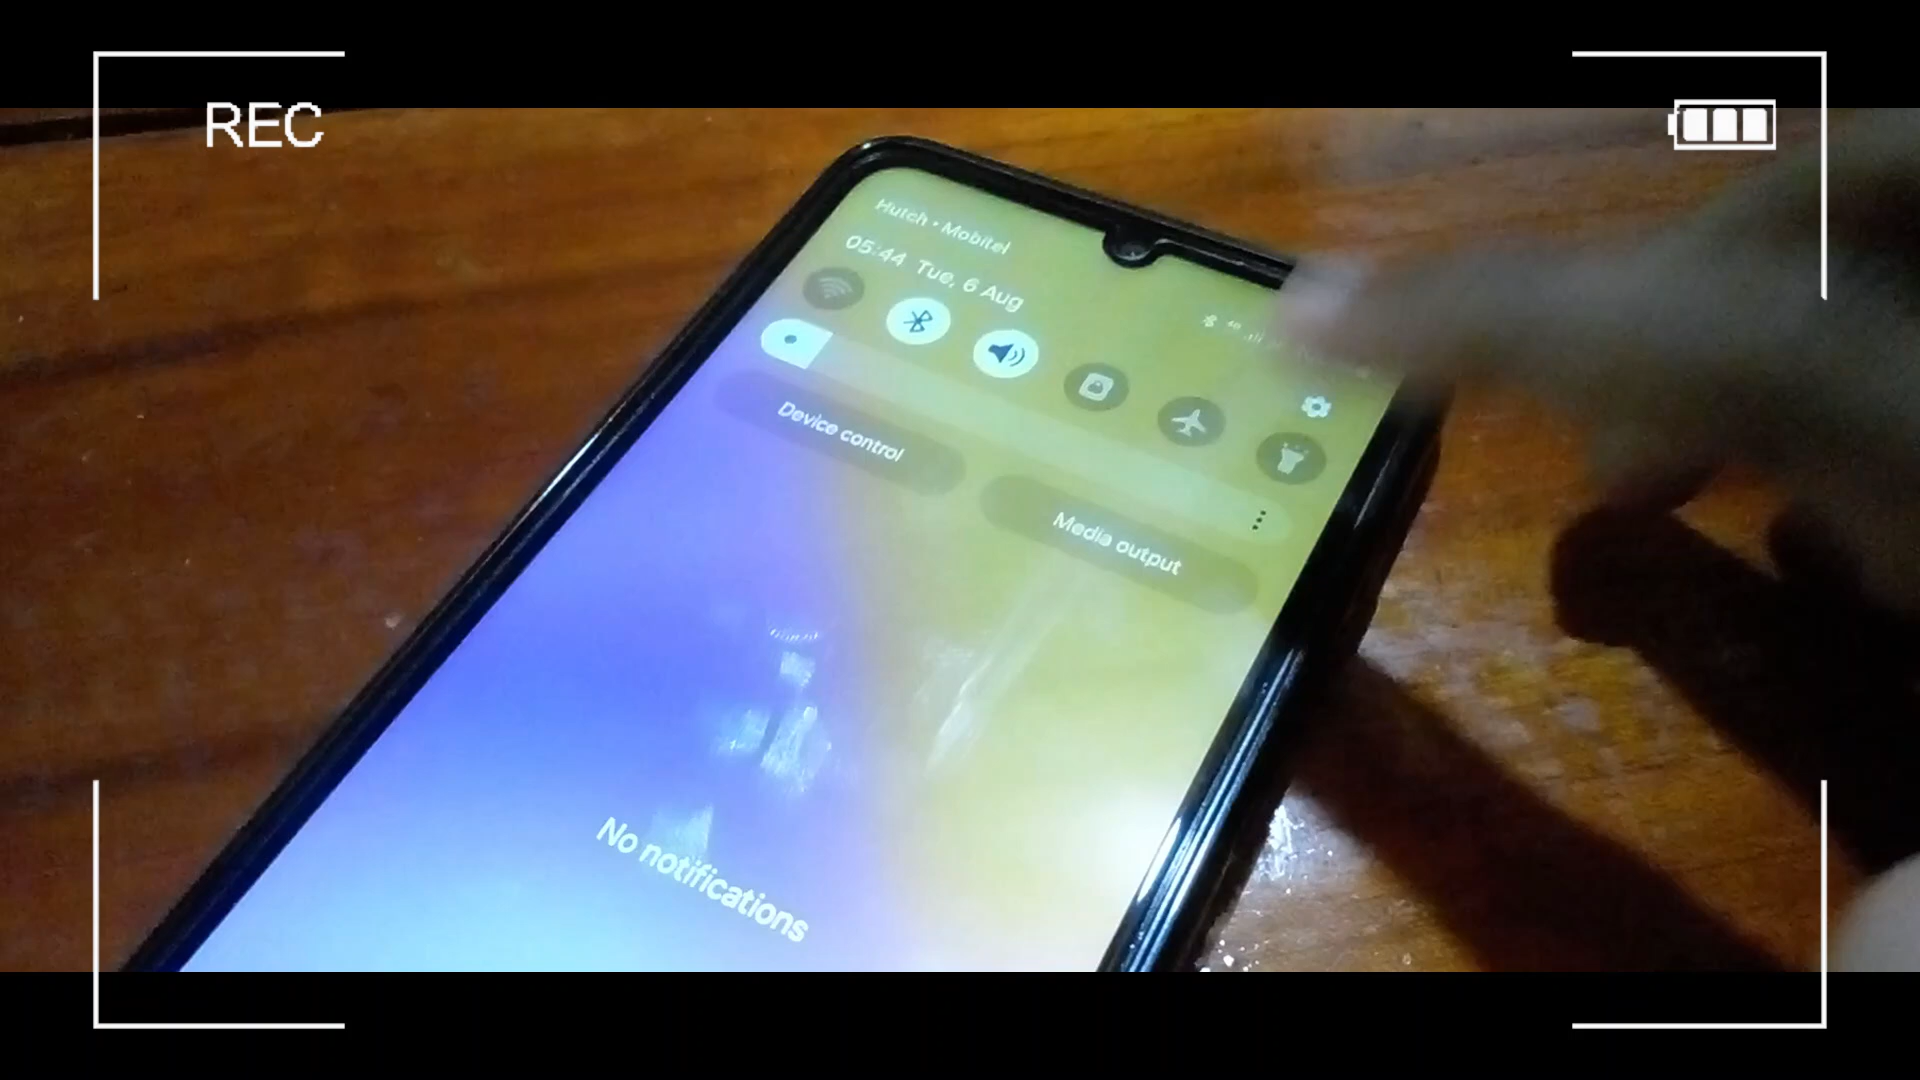 REC
Hutch • Mobitel
05:44 Tue, 6 Aug
Device control
Media output
No notifications